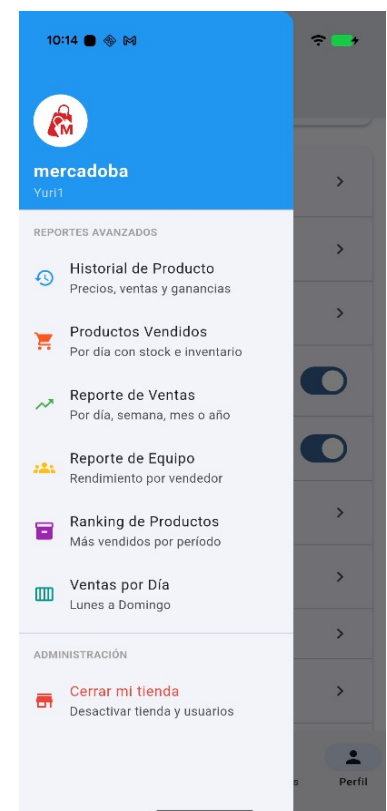 10:14
M
mercadoba
Yuri1
REPORTES AVANZADOS
Historial de Producto
Precios, ventas y ganancias
Productos Vendidos
Por día con stock e inventario
Reporte de Ventas
Por día, semana, mes o año
Reporte de Equipo
Rendimiento por vendedor
Ranking de Productos
Más vendidos por período
Ventas por Día
Lunes a Domingo
ADMINISTRACIÓN
Cerrar mi tienda
Desactivar tienda y usuarios
s Perfil